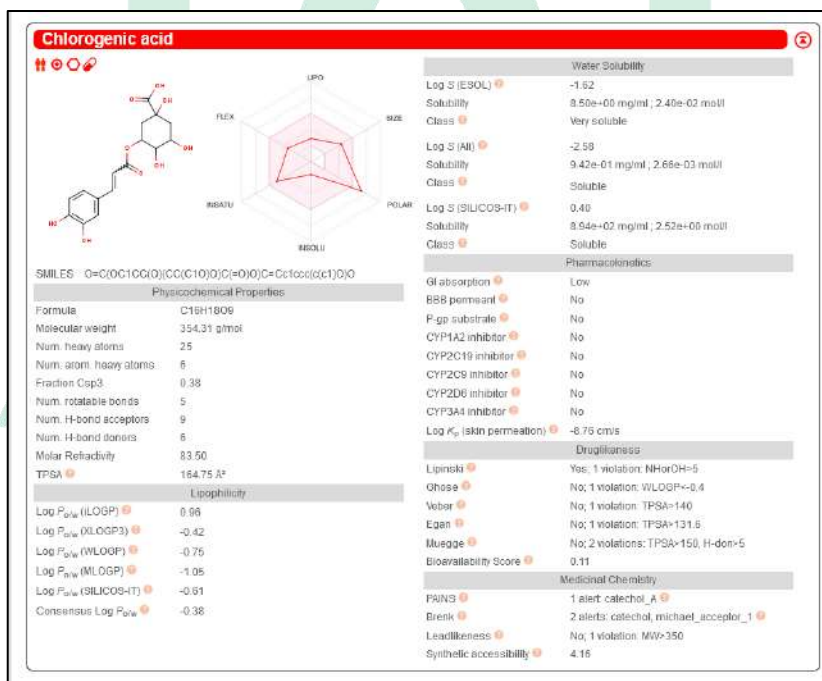 Chlorogenic acid
LIPO
FLEX
SIZE
INSATU
POLAR
INSOLU
SMILES O=C(OC1CC(O)(CC(C1O)O)C(=O)O)C=Cc1ccc(c(c1)O)O
Physicochemical Properties
Formula C16H18O9
Molecular weight 354.31 g/mol
Num. heavy atoms 25
Num. arom. heavy atoms 6
Fraction Csp3 0.38
Num. rotatable bonds 5
Num. H-bond acceptors 9
Num. H-bond donors 6
Molar Refractivity 83.50
TPSA 164.75 Å²
Lipophilicity
Log Po/w (iLOGP) 0.96
Log Po/w (XLOGP3) -0.42
Log Po/w (WLOGP) -0.75
Log Po/w (MLOGP) -1.05
Log Po/w (SILICOS-IT) -0.61
Consensus Log Po/w -0.38
Water Solubility
Log S (ESOL) -1.62
Solubility 8.50e+00 mg/ml ; 2.40e-02 mol/l
Class Very soluble
Log S (Ali) -2.58
Solubility 9.42e-01 mg/ml ; 2.66e-03 mol/l
Class Soluble
Log S (SILICOS-IT) 0.40
Solubility 8.94e+02 mg/ml ; 2.52e+00 mol/l
Class Soluble
Pharmacokinetics
GI absorption Low
BBB permeant No
P-gp substrate No
CYP1A2 inhibitor No
CYP2C19 inhibitor No
CYP2C9 inhibitor No
CYP2D6 inhibitor No
CYP3A4 inhibitor No
Log Kp (skin permeation) -8.76 cm/s
Druglikeness
Lipinski Yes; 1 violation: NHorOH>5
Ghose No; 1 violation: WLOGP<-0.4
Veber No; 1 violation: TPSA>140
Egan No; 1 violation: TPSA>131.6
Muegge No; 2 violations: TPSA>150, H-don>5
Bioavailability Score 0.11
Medicinal Chemistry
PAINS 1 alert: catechol_A
Brenk 2 alerts: catechol, michael_acceptor_1
Leadlikeness No; 1 violation: MW>350
Synthetic accessibility 4.16